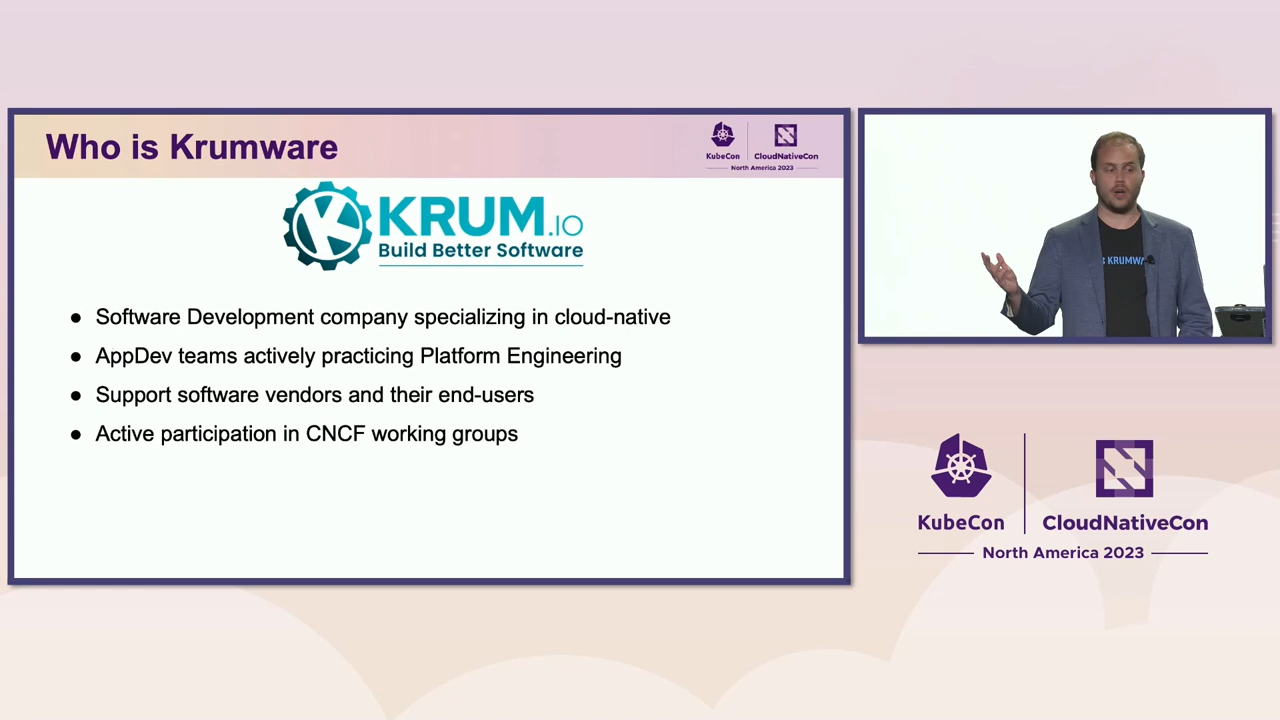 Who is Krumware
KubeCon
CloudNativeCon
North America 2023
KRUM.IO
Build Better Software
● Software Development company specializing in cloud-native
● AppDev teams actively practicing Platform Engineering
● Support software vendors and their end-users
● Active participation in CNCF working groups
KRUMWA
KubeCon
CloudNativeCon
North America 2023